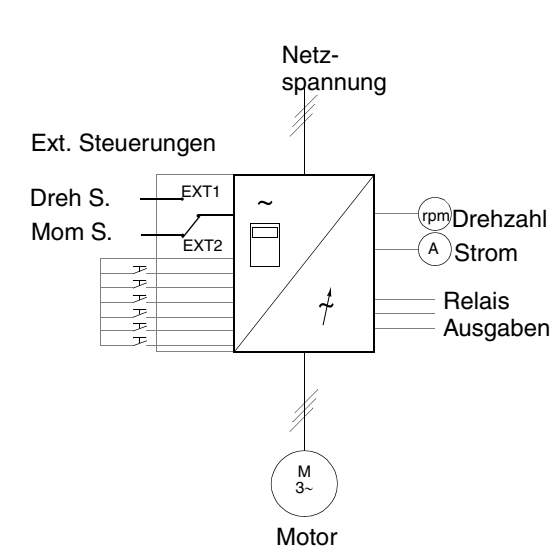 Netz-
spannung
Ext. Steuerungen
Dreh S.
EXT1
Mom S.
EXT2
~
~
rpm
Drehzahl
A
Strom
Relais
Ausgaben
M
3~
Motor